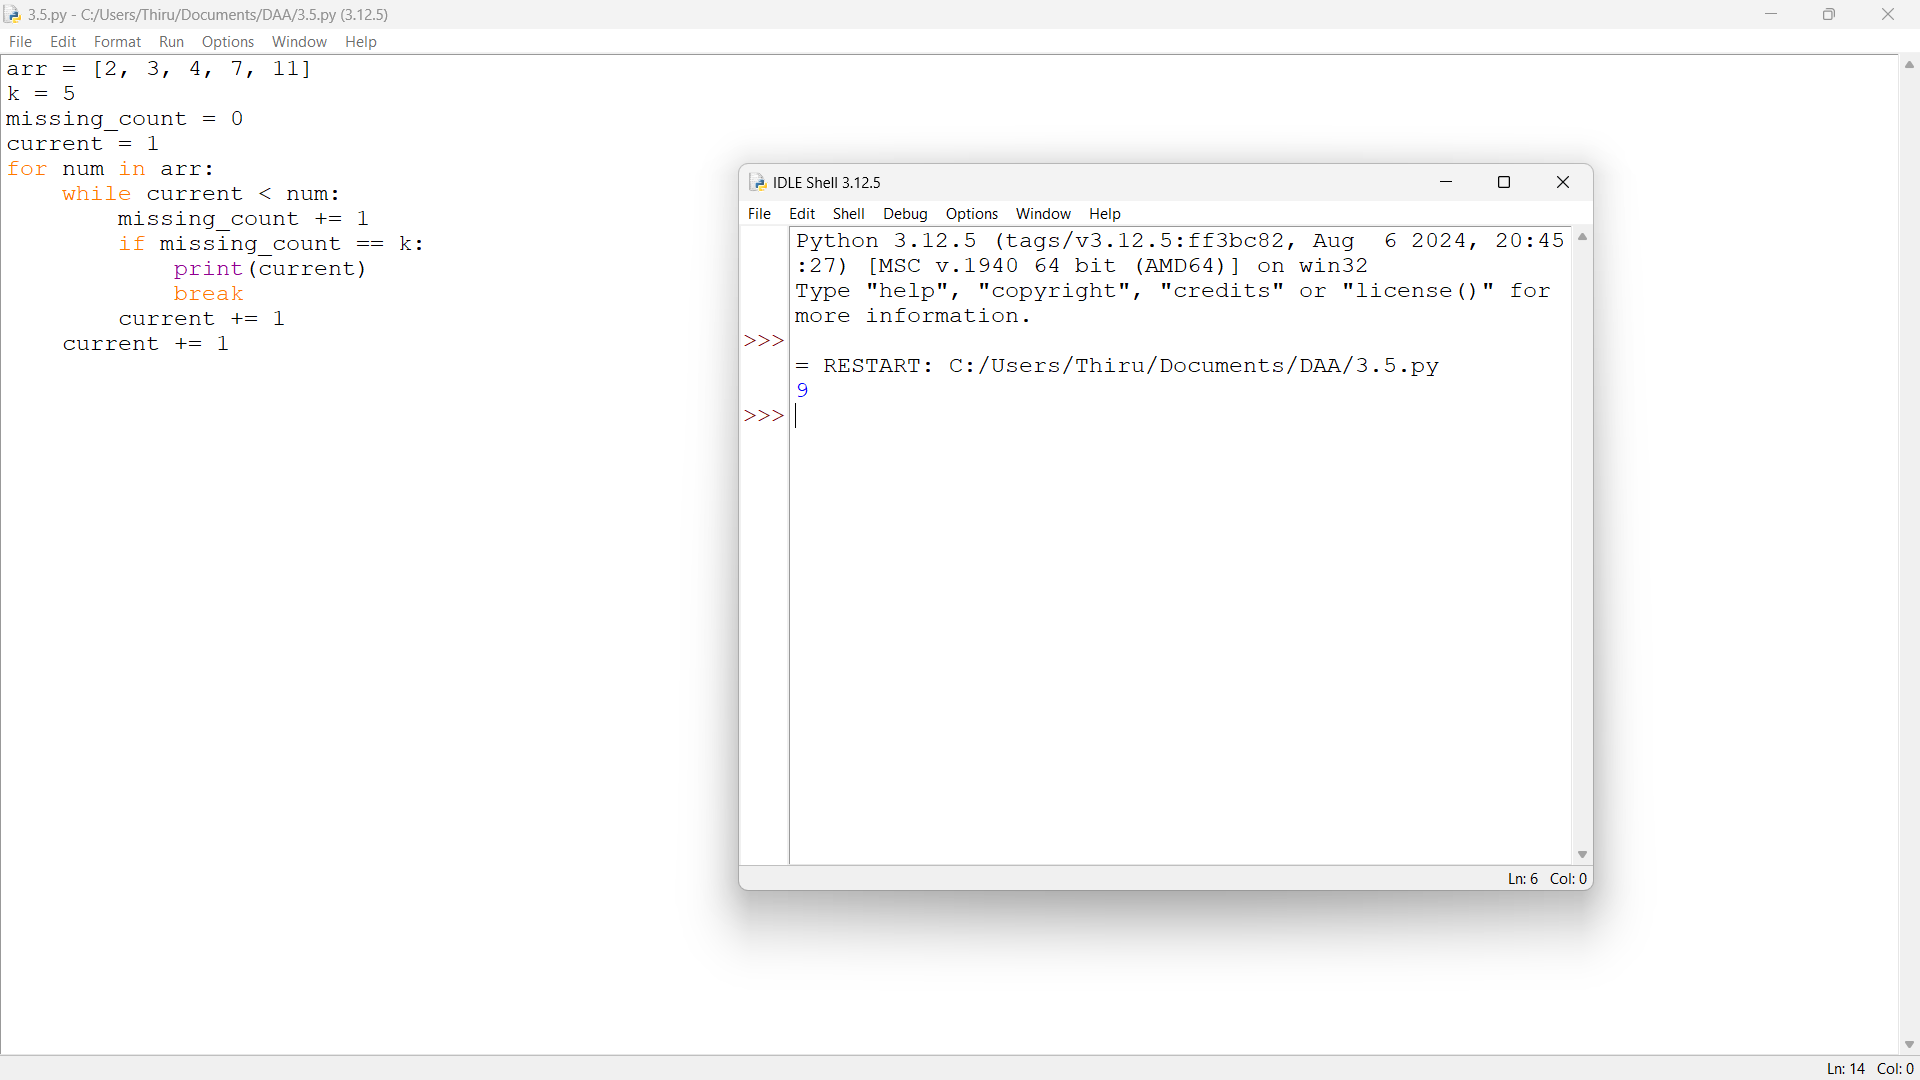 3.5.py - C:/Users/Thiru/Documents/DAA/3.5.py (3.12.5)
File Edit Format Run Options Window Help
arr = [2, 3, 4, 7, 11]
k = 5
missing_count = 0
current = 1
for num in arr:
    while current < num:
        missing_count += 1
        if missing_count == k:
            print(current)
            break
        current += 1
    current += 1
IDLE Shell 3.12.5
File Edit Shell Debug Options Window Help
Python 3.12.5 (tags/v3.12.5:ff3bc82, Aug  6 2024, 20:45
:27) [MSC v.1940 64 bit (AMD64)] on win32
Type "help", "copyright", "credits" or "license()" for
more information.
>>>
= RESTART: C:/Users/Thiru/Documents/DAA/3.5.py
9
>>>
Ln: 6 Col: 0
Ln: 14 Col: 0